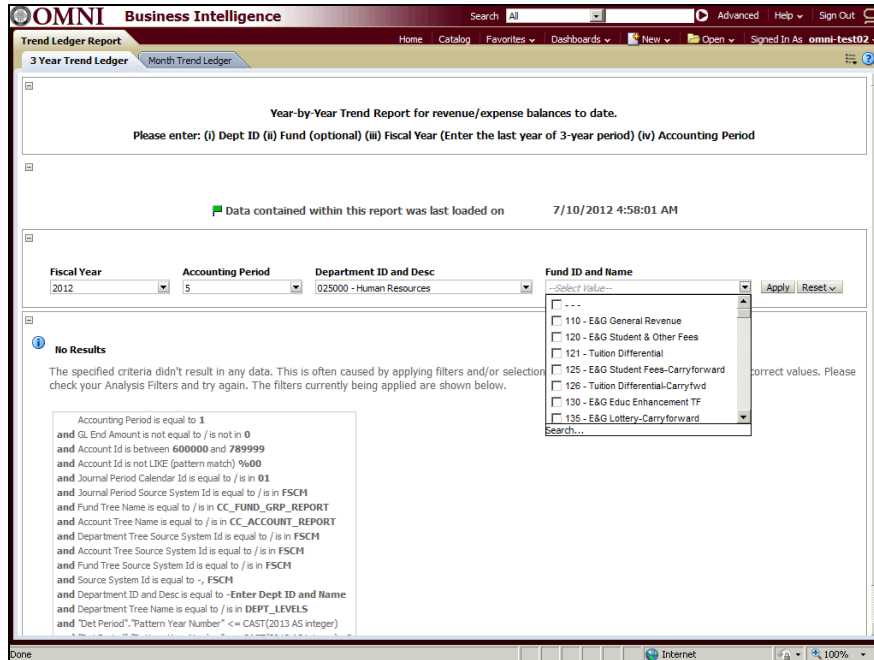 OMNI Business Intelligence
Search All Advanced Help Sign Out
Trend Ledger Report
Home Catalog Favorites Dashboards New Open Signed In As omni-test02
3 Year Trend Ledger Month Trend Ledger
Year-by-Year Trend Report for revenue/expense balances to date.
Please enter: (i) Dept ID (ii) Fund (optional) (iii) Fiscal Year (Enter the last year of 3-year period) (iv) Accounting Period
Data contained within this report was last loaded on 7/10/2012 4:58:01 AM
Fiscal Year Accounting Period Department ID and Desc Fund ID and Name
2012 5 025000 - Human Resources --Select Value-- Apply Reset
- - -
110 - E&G General Revenue
120 - E&G Student & Other Fees
121 - Tuition Differential
125 - E&G Student Fees-Carryforward
126 - Tuition Differential-Carryfwd
130 - E&G Educ Enhancement TF
135 - E&G Lottery-Carryforward
Search...
No Results
The specified criteria didn't result in any data. This is often caused by applying filters and/or selection correct values. Please
check your Analysis Filters and try again. The filters currently being applied are shown below.
Accounting Period is equal to 1
and GL End Amount is not equal to / is not in 0
and Account Id is between 600000 and 789999
and Account Id is not LIKE (pattern match) %00
and Journal Period Calendar Id is equal to / is in 01
and Journal Period Source System Id is equal to / is in FSCM
and Fund Tree Name is equal to / is in CC_FUND_GRP_REPORT
and Account Tree Name is equal to / is in CC_ACCOUNT_REPORT
and Department Tree Source System Id is equal to / is in FSCM
and Account Tree Source System Id is equal to / is in FSCM
and Fund Tree Source System Id is equal to / is in FSCM
and Source System Id is equal to -, FSCM
and Department ID and Desc is equal to -Enter Dept ID and Name
and Department Tree Name is equal to / is in DEPT_LEVELS
and "Det Period"."Pattern Year Number" <= CAST(2013 AS integer)
Done Internet 100%